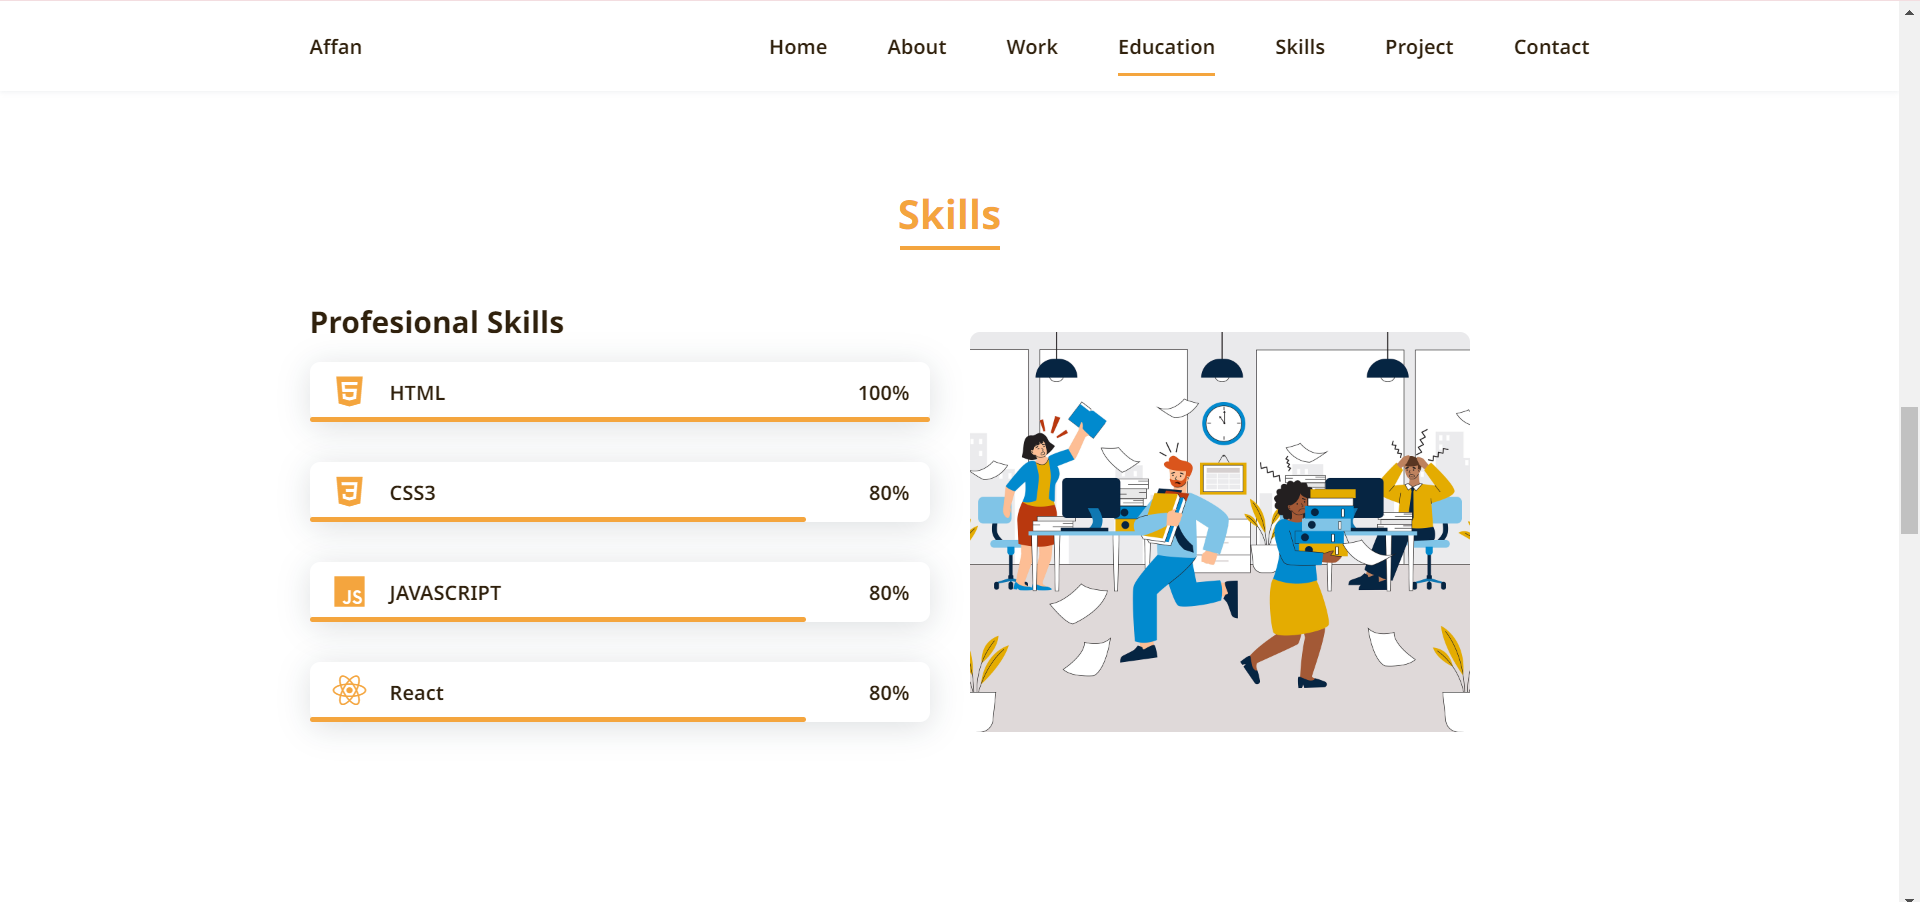 Affan Home About Work Education Skills Project Contact
Skills
Profesional Skills
HTML 100%
CSS3 80%
JS JAVASCRIPT 80%
React 80%